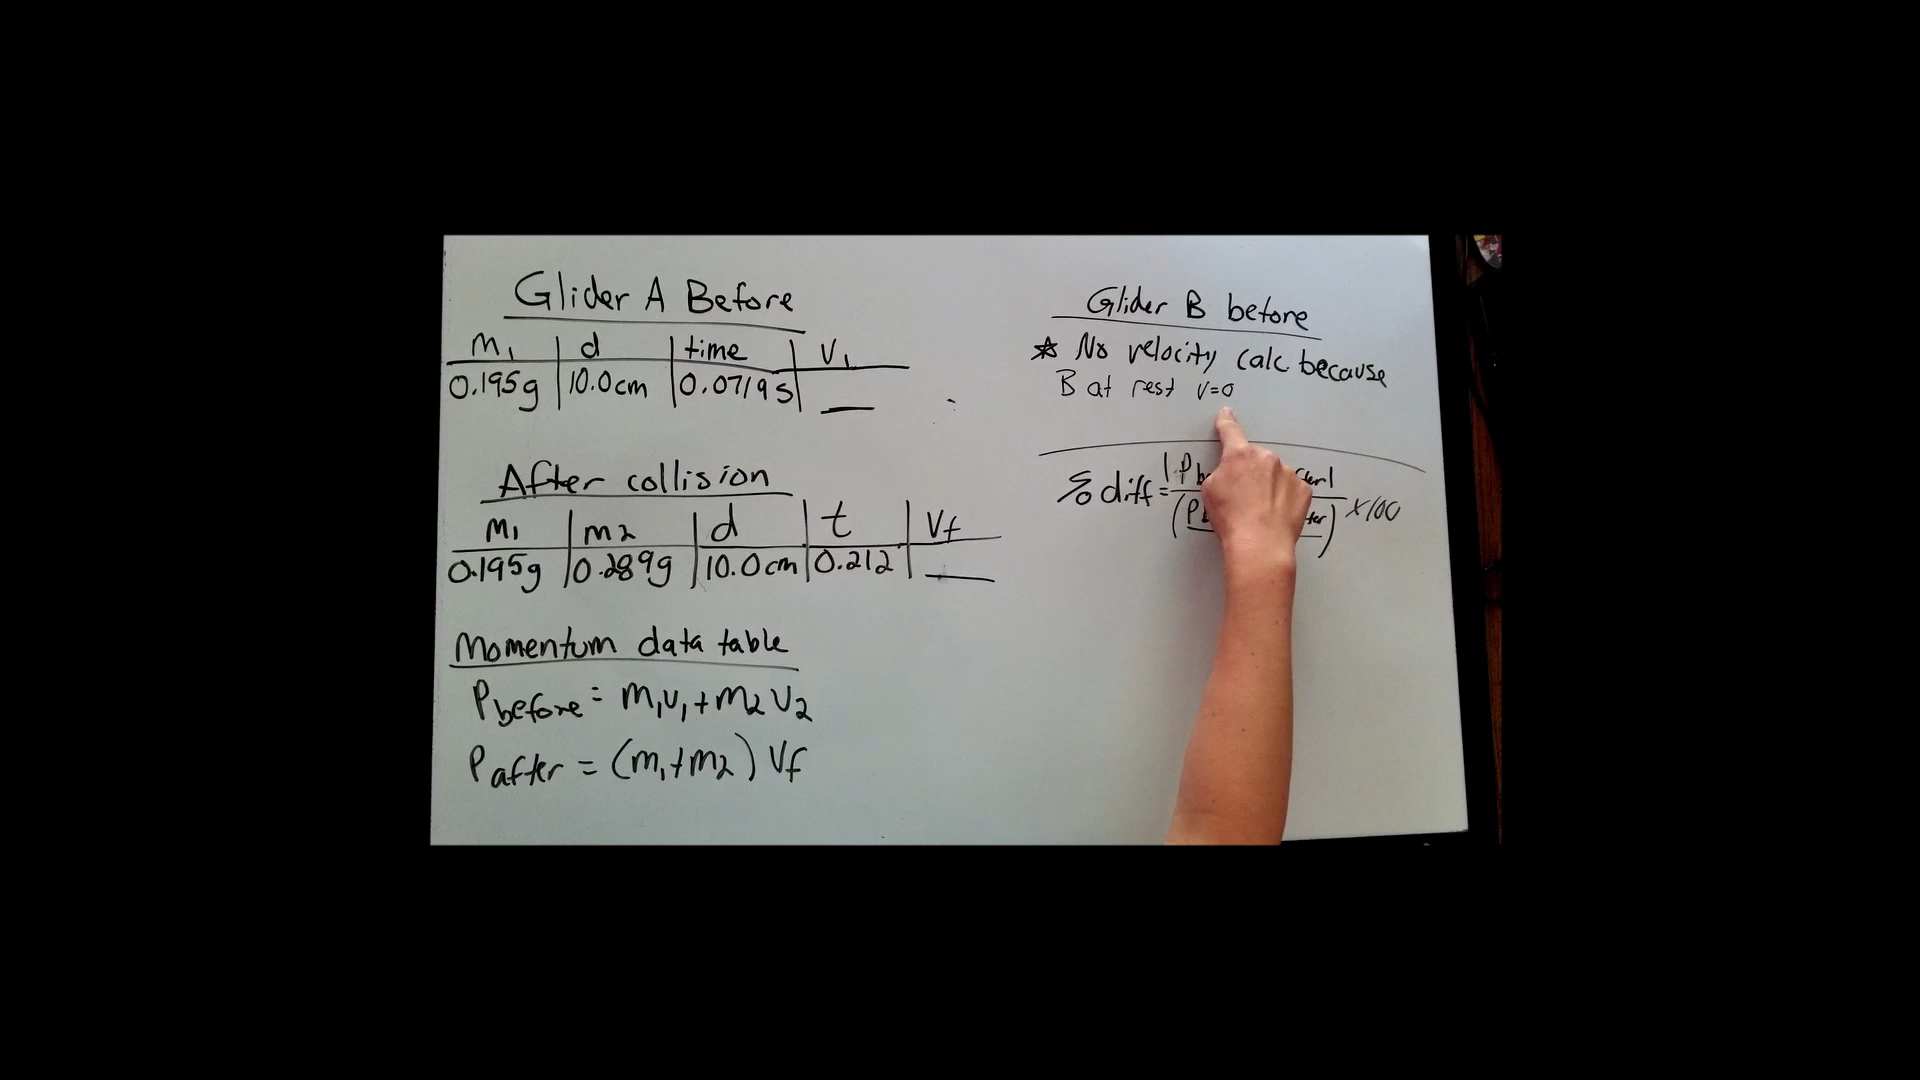 Glider A Before
m1 d time V1
0.195g 10.0cm 0.0719s
After collision
m1 m2 d t Vf
0.195g 0.289g 10.0cm 0.212
Momentum data table
Pbefore = m1v1 + m2v2
Pafter = (m1+m2) Vf
Glider B before
* No velocity calc because
B at rest v=0
% diff = x100